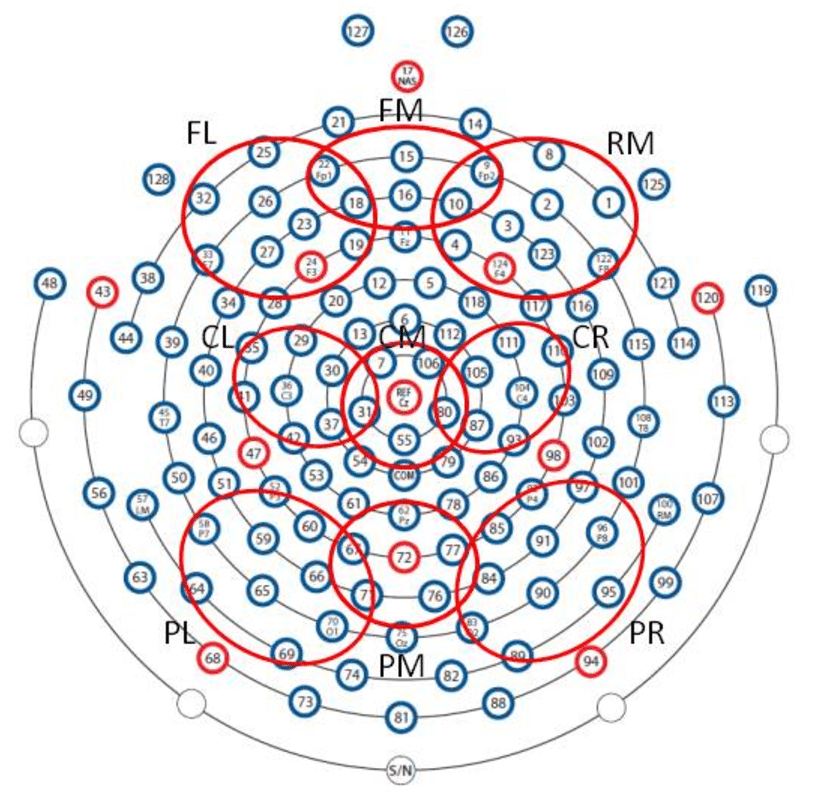 127 126
17 NAS
FM
21 14
FL RM
25 15 8
22 Fp1 9 Fp2
128 125
32 26 18 16 10 2 1
23 3
11 Fz
33 F7 27 19 4 123 122 F8
24 F3 124 F4
48 43 38 12 5 121 120 119
34 28 20 118 117 116
44 39 CL 13 6 112 CR 115 114
35 29 CM 111 110
40 30 7 106 105 109
49 41 36 C3 REF Cz 104 C4 103 113
45 T7 37 31 80 87 108 T8
46 42 55 93 102
47 54 79 98
50 51 53 COM 86 97 101
56 57 LM 52 P3 61 62 Pz 78 92 P4 100 RM 107
58 P7 60 85 96 P8
59 67 72 77 91
63 64 66 84 99
65 71 76 90 95
70 O1 75 Oz 83 O2
PL PR
68 69 PM 89 94
74 82
73 88
81
S/N